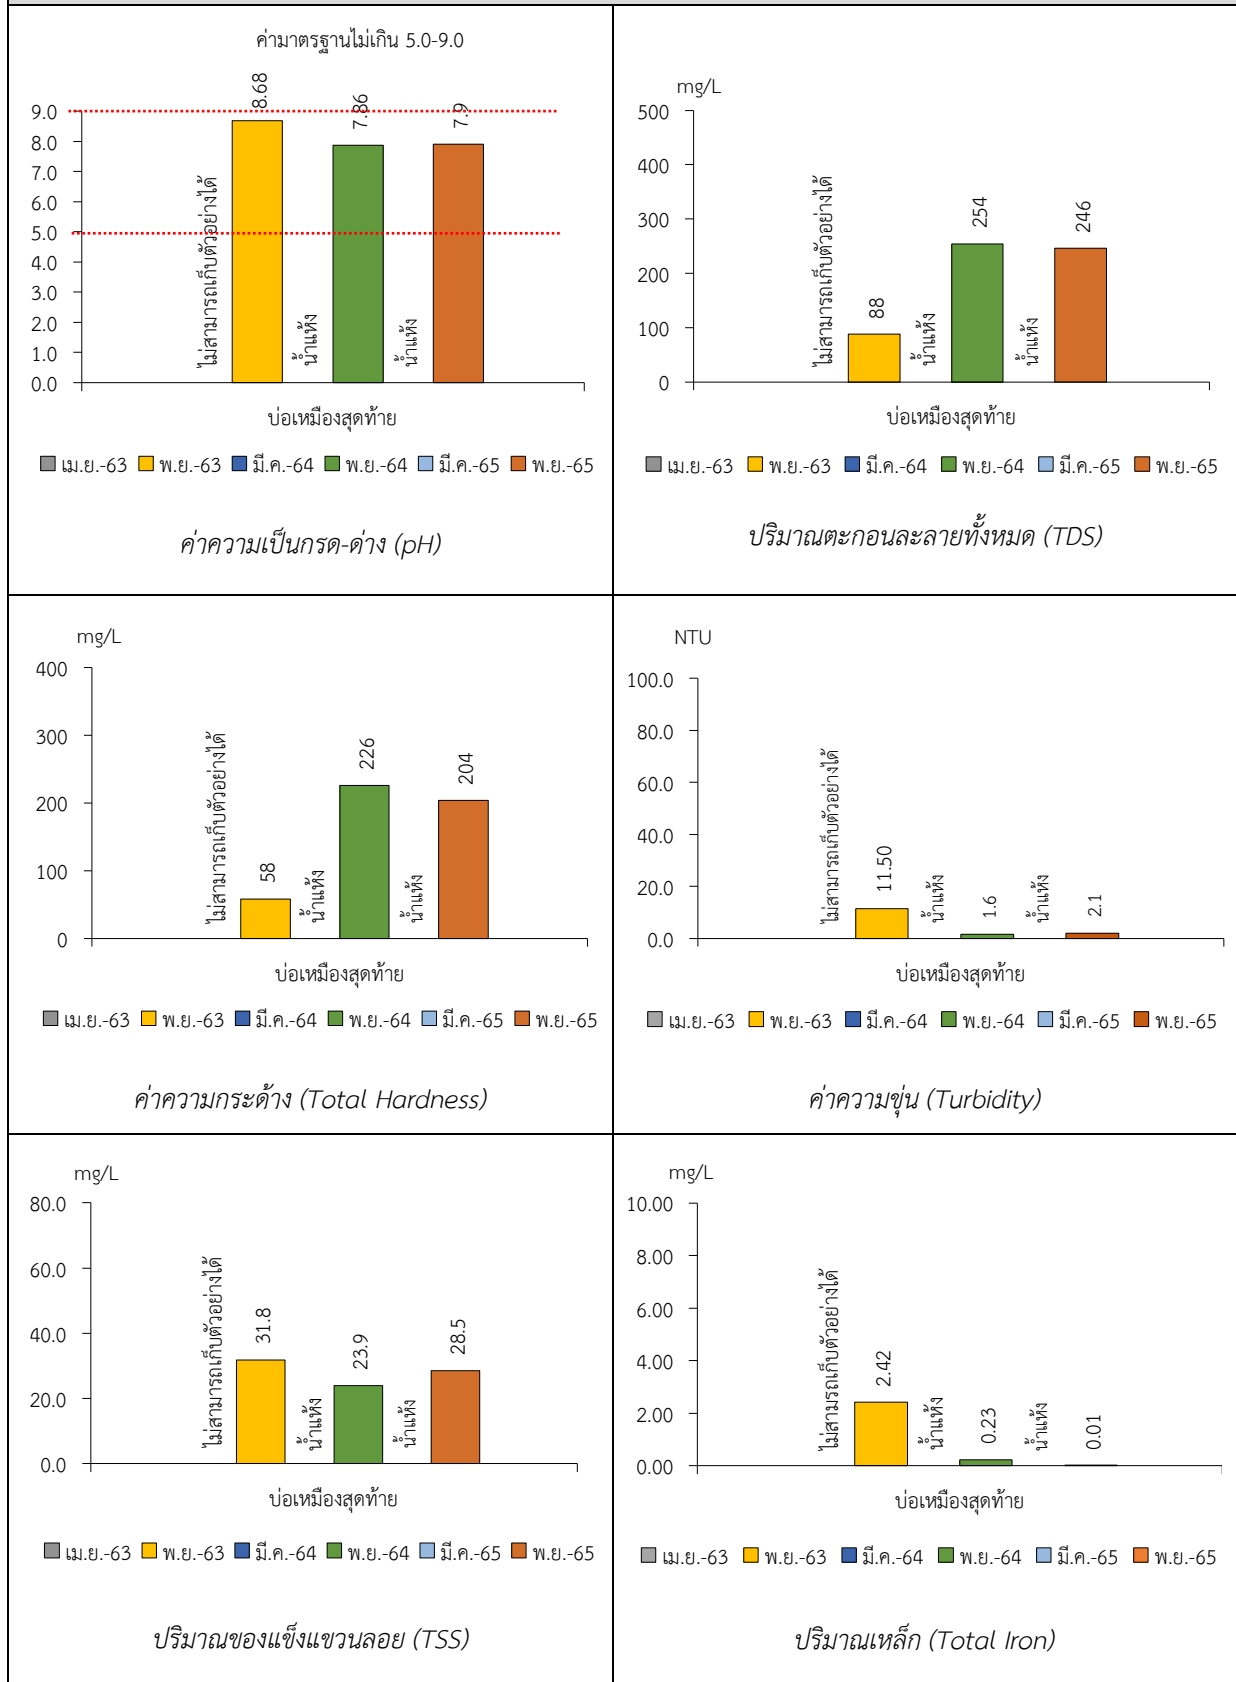 ค่ามาตรฐานไม่เกิน 5.0-9.0
9.0
8.0
7.0
6.0
5.0
4.0
3.0
2.0
1.0
0.0
ไม่สามารถเก็บตัวอย่างได้
8.68
น้ำแห้ง
7.86
น้ำแห้ง
7.9
บ่อเหมืองสุดท้าย
เม.ย.-63 พ.ย.-63 มี.ค.-64 พ.ย.-64 มี.ค.-65 พ.ย.-65
ค่าความเป็นกรด-ด่าง (pH)
mg/L
500
400
300
200
100
0
ไม่สามารถเก็บตัวอย่างได้
88
น้ำแห้ง
254
น้ำแห้ง
246
บ่อเหมืองสุดท้าย
เม.ย.-63 พ.ย.-63 มี.ค.-64 พ.ย.-64 มี.ค.-65 พ.ย.-65
ปริมาณตะกอนละลายทั้งหมด (TDS)
mg/L
400
300
200
100
0
ไม่สามารถเก็บตัวอย่างได้
58
น้ำแห้ง
226
น้ำแห้ง
204
บ่อเหมืองสุดท้าย
เม.ย.-63 พ.ย.-63 มี.ค.-64 พ.ย.-64 มี.ค.-65 พ.ย.-65
ค่าความกระด้าง (Total Hardness)
NTU
100.0
80.0
60.0
40.0
20.0
0.0
ไม่สามารถเก็บตัวอย่างได้
11.50
น้ำแห้ง
1.6
น้ำแห้ง
2.1
บ่อเหมืองสุดท้าย
เม.ย.-63 พ.ย.-63 มี.ค.-64 พ.ย.-64 มี.ค.-65 พ.ย.-65
ค่าความขุ่น (Turbidity)
mg/L
80.0
60.0
40.0
20.0
0.0
ไม่สามารถเก็บตัวอย่างได้
31.8
น้ำแห้ง
23.9
น้ำแห้ง
28.5
บ่อเหมืองสุดท้าย
เม.ย.-63 พ.ย.-63 มี.ค.-64 พ.ย.-64 มี.ค.-65 พ.ย.-65
ปริมาณของแข็งแขวนลอย (TSS)
mg/L
10.00
8.00
6.00
4.00
2.00
0.00
ไม่สามรถเก็บตัวอย่างได้
2.42
น้ำแห้ง
0.23
น้ำแห้ง
0.01
บ่อเหมืองสุดท้าย
เม.ย.-63 พ.ย.-63 มี.ค.-64 พ.ย.-64 มี.ค.-65 พ.ย.-65
ปริมาณเหล็ก (Total Iron)